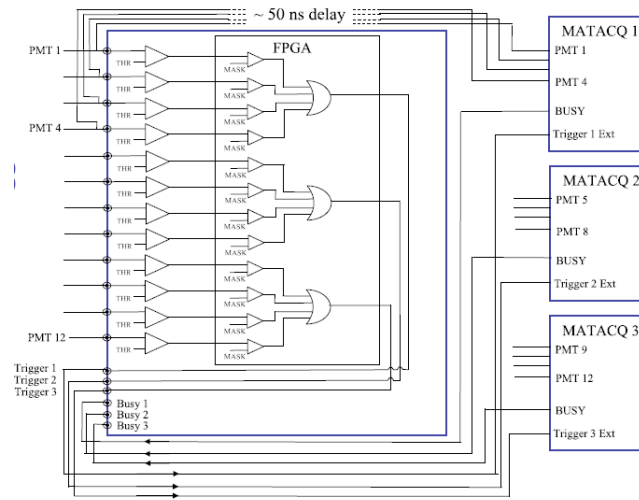 ~ 50 ns delay
MATACQ 1
PMT 1
PMT 4
BUSY
Trigger 1 Ext
MATACQ 2
PMT 5
PMT 8
BUSY
Trigger 2 Ext
MATACQ 3
PMT 9
PMT 12
BUSY
Trigger 3 Ext
FPGA
PMT 1
THR
MASK
THR
MASK
THR
MASK
PMT 4
THR
MASK
THR
MASK
THR
MASK
THR
MASK
THR
MASK
THR
MASK
THR
MASK
THR
MASK
PMT 12
THR
MASK
Trigger 1
Trigger 2
Trigger 3
Busy 1
Busy 2
Busy 3